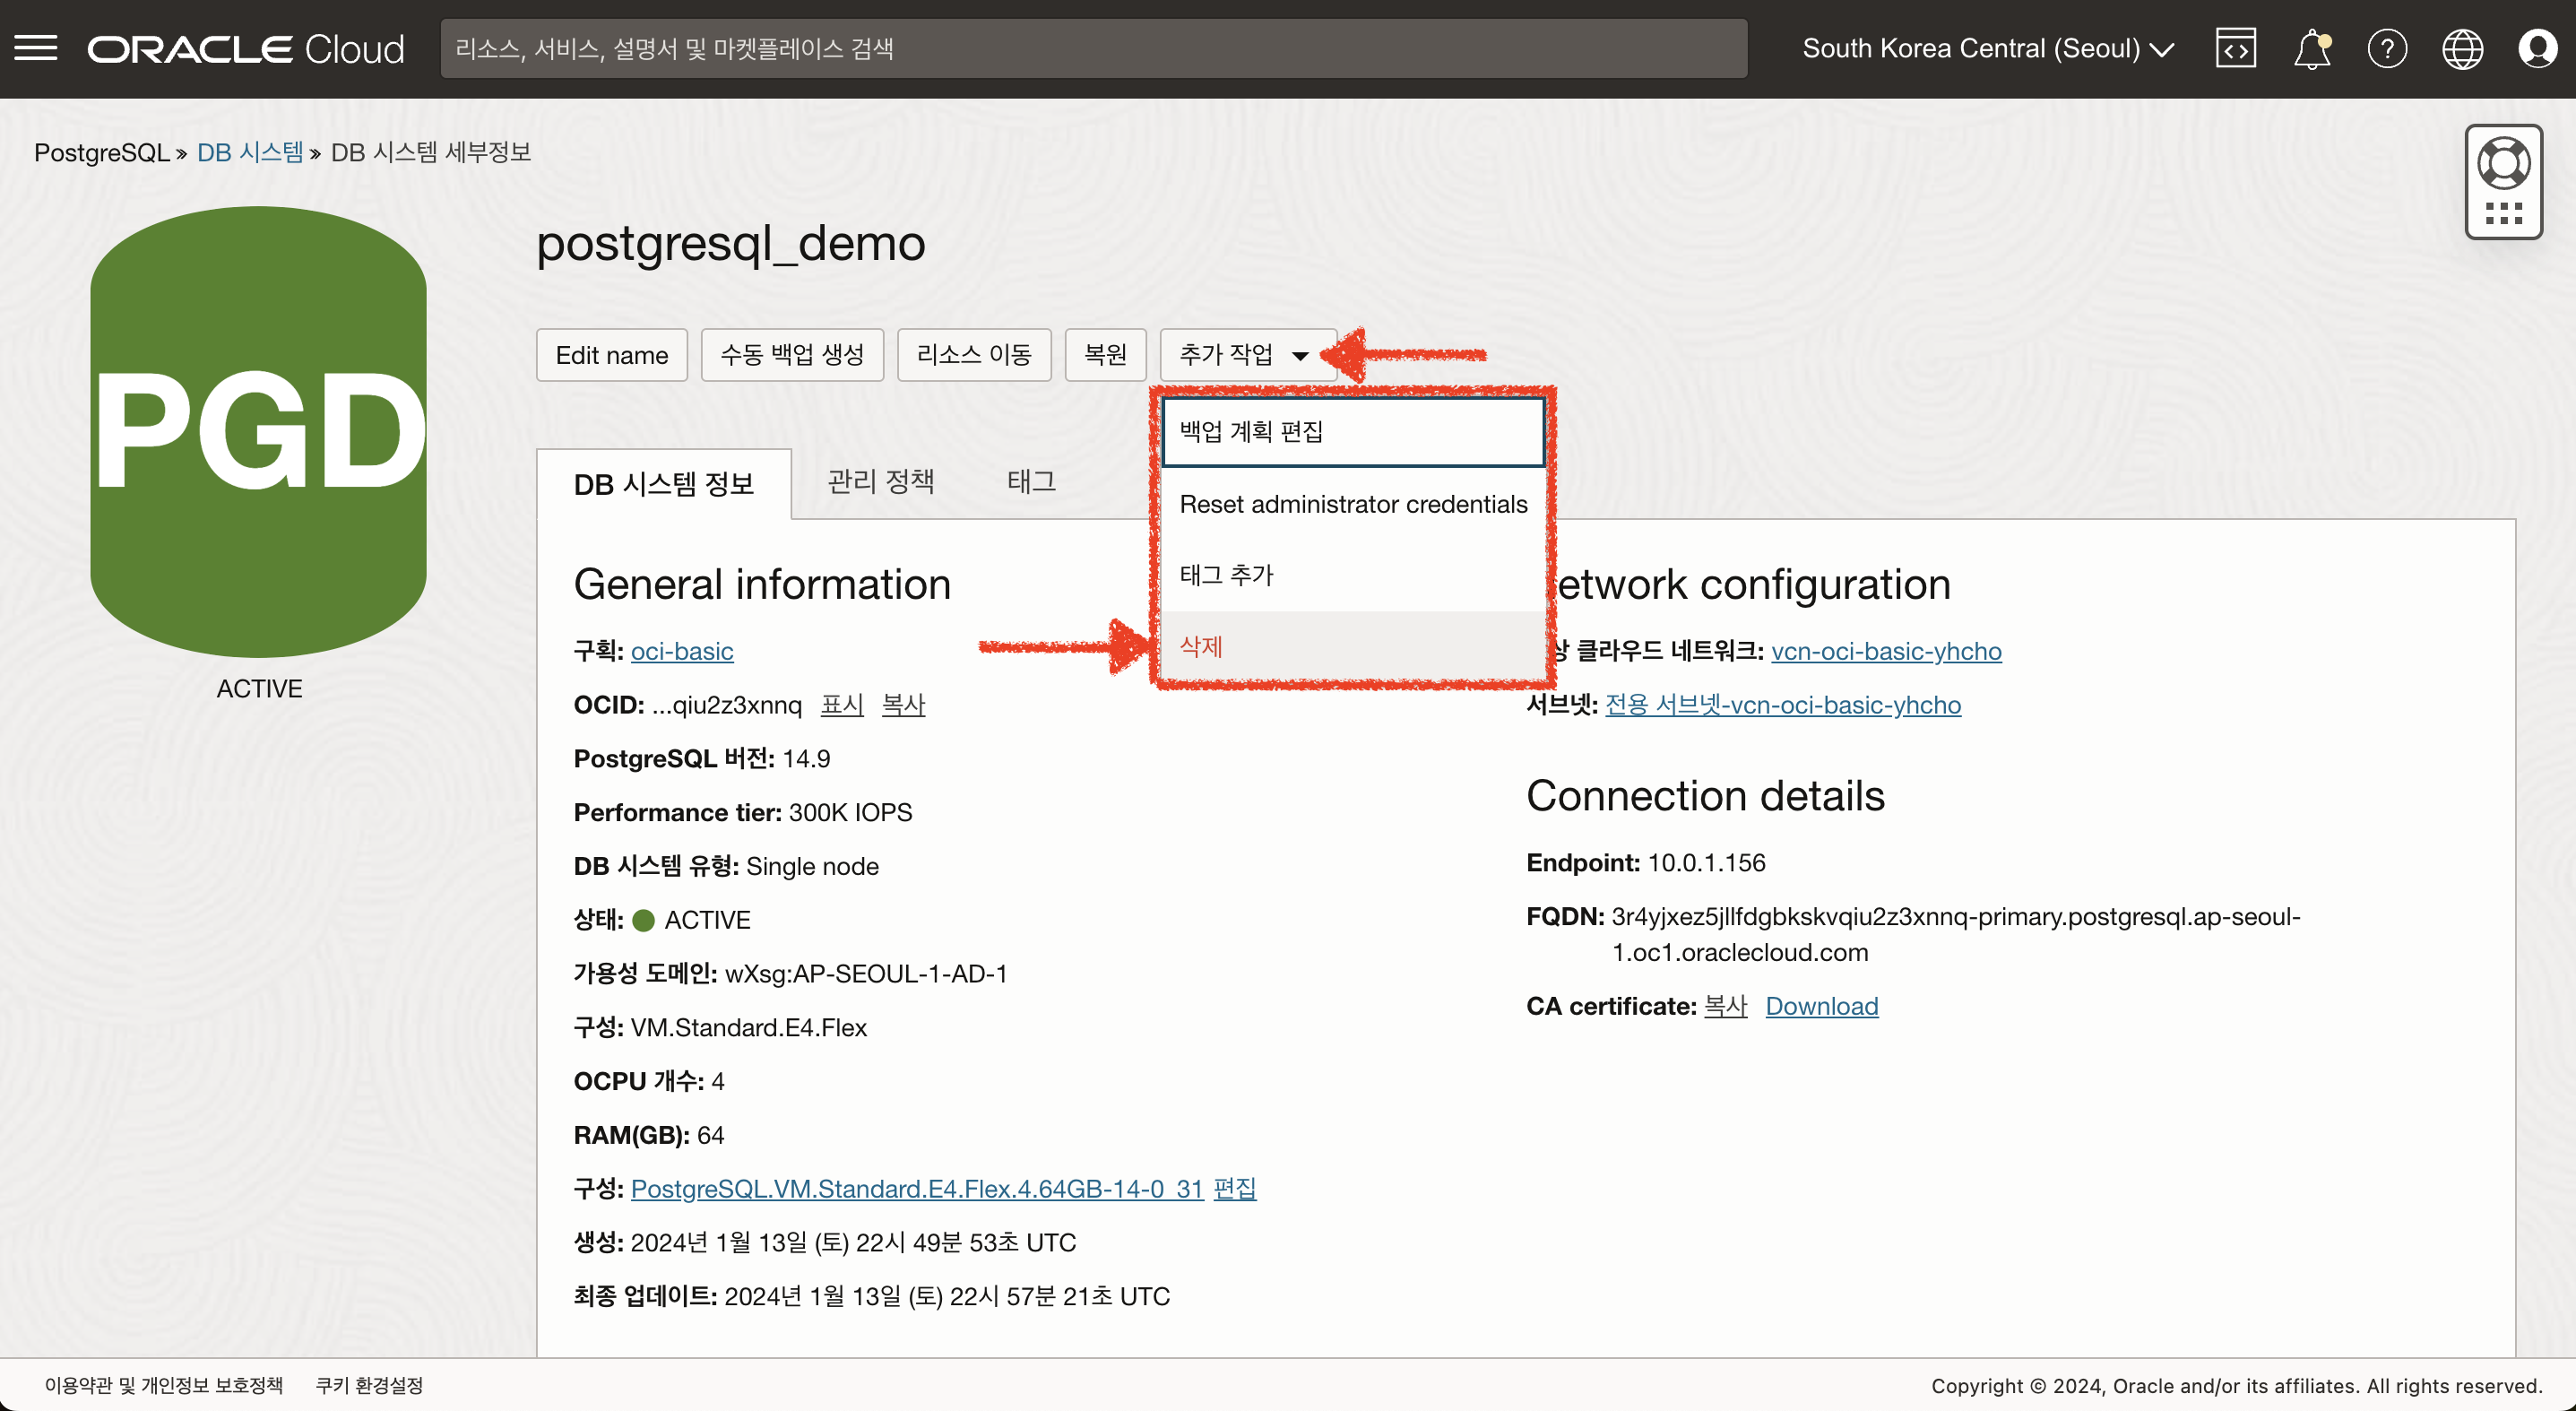 ORACLE Cloud
리소스, 서비스, 설명서 및 마켓플레이스 검색
South Korea Central (Seoul)
PostgreSQL » DB 시스템 » DB 시스템 세부정보
PGD
ACTIVE
postgresql_demo
Edit name
수동 백업 생성
리소스 이동
복원
추가 작업
백업 계획 편집
Reset administrator credentials
태그 추가
삭제
DB 시스템 정보
관리 정책
태그
General information
구획: oci-basic
OCID: ...qiu2z3xnnq 표시 복사
PostgreSQL 버전: 14.9
Performance tier: 300K IOPS
DB 시스템 유형: Single node
상태: ACTIVE
가용성 도메인: wXsg:AP-SEOUL-1-AD-1
구성: VM.Standard.E4.Flex
OCPU 개수: 4
RAM(GB): 64
구성: PostgreSQL.VM.Standard.E4.Flex.4.64GB-14-0_31 편집
생성: 2024년 1월 13일 (토) 22시 49분 53초 UTC
최종 업데이트: 2024년 1월 13일 (토) 22시 57분 21초 UTC
etwork configuration
상 클라우드 네트워크: vcn-oci-basic-yhcho
서브넷: 전용 서브넷-vcn-oci-basic-yhcho
Connection details
Endpoint: 10.0.1.156
FQDN: 3r4yjxez5jllfdgbkskvqiu2z3xnnq-primary.postgresql.ap-seoul-
1.oc1.oraclecloud.com
CA certificate: 복사 Download
이용약관 및 개인정보 보호정책
쿠키 환경설정
Copyright © 2024, Oracle and/or its affiliates. All rights reserved.